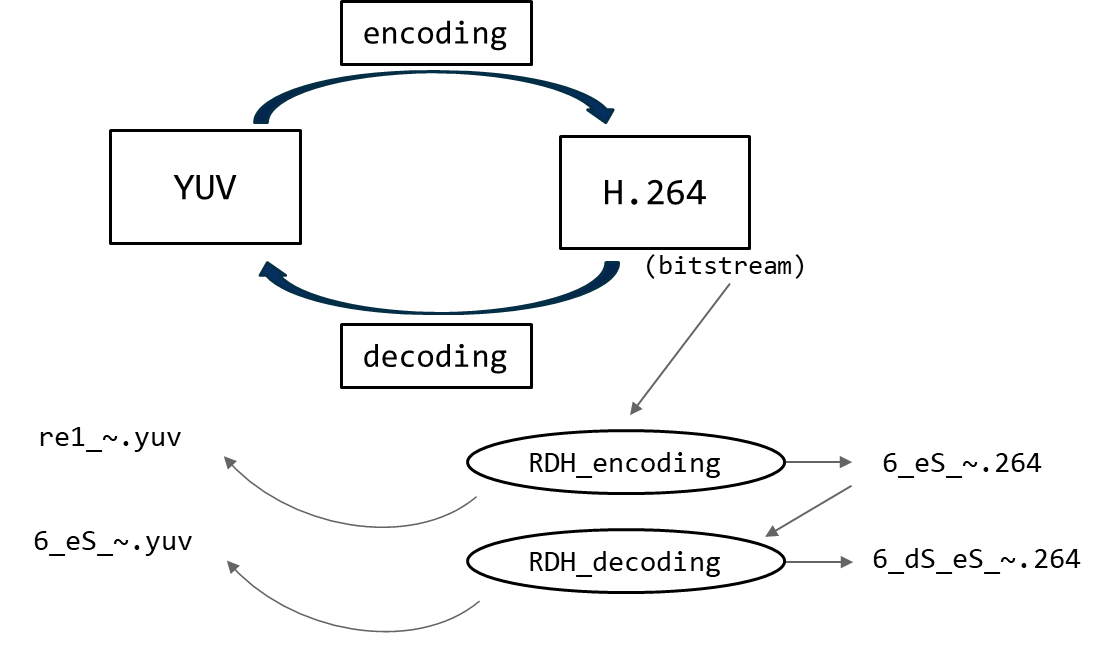 encoding
YUV
H.264
(bitstream)
decoding
re1_~.yuv
RDH_encoding
6_eS_~.264
6_eS_~.yuv
RDH_decoding
6_dS_eS_~.264